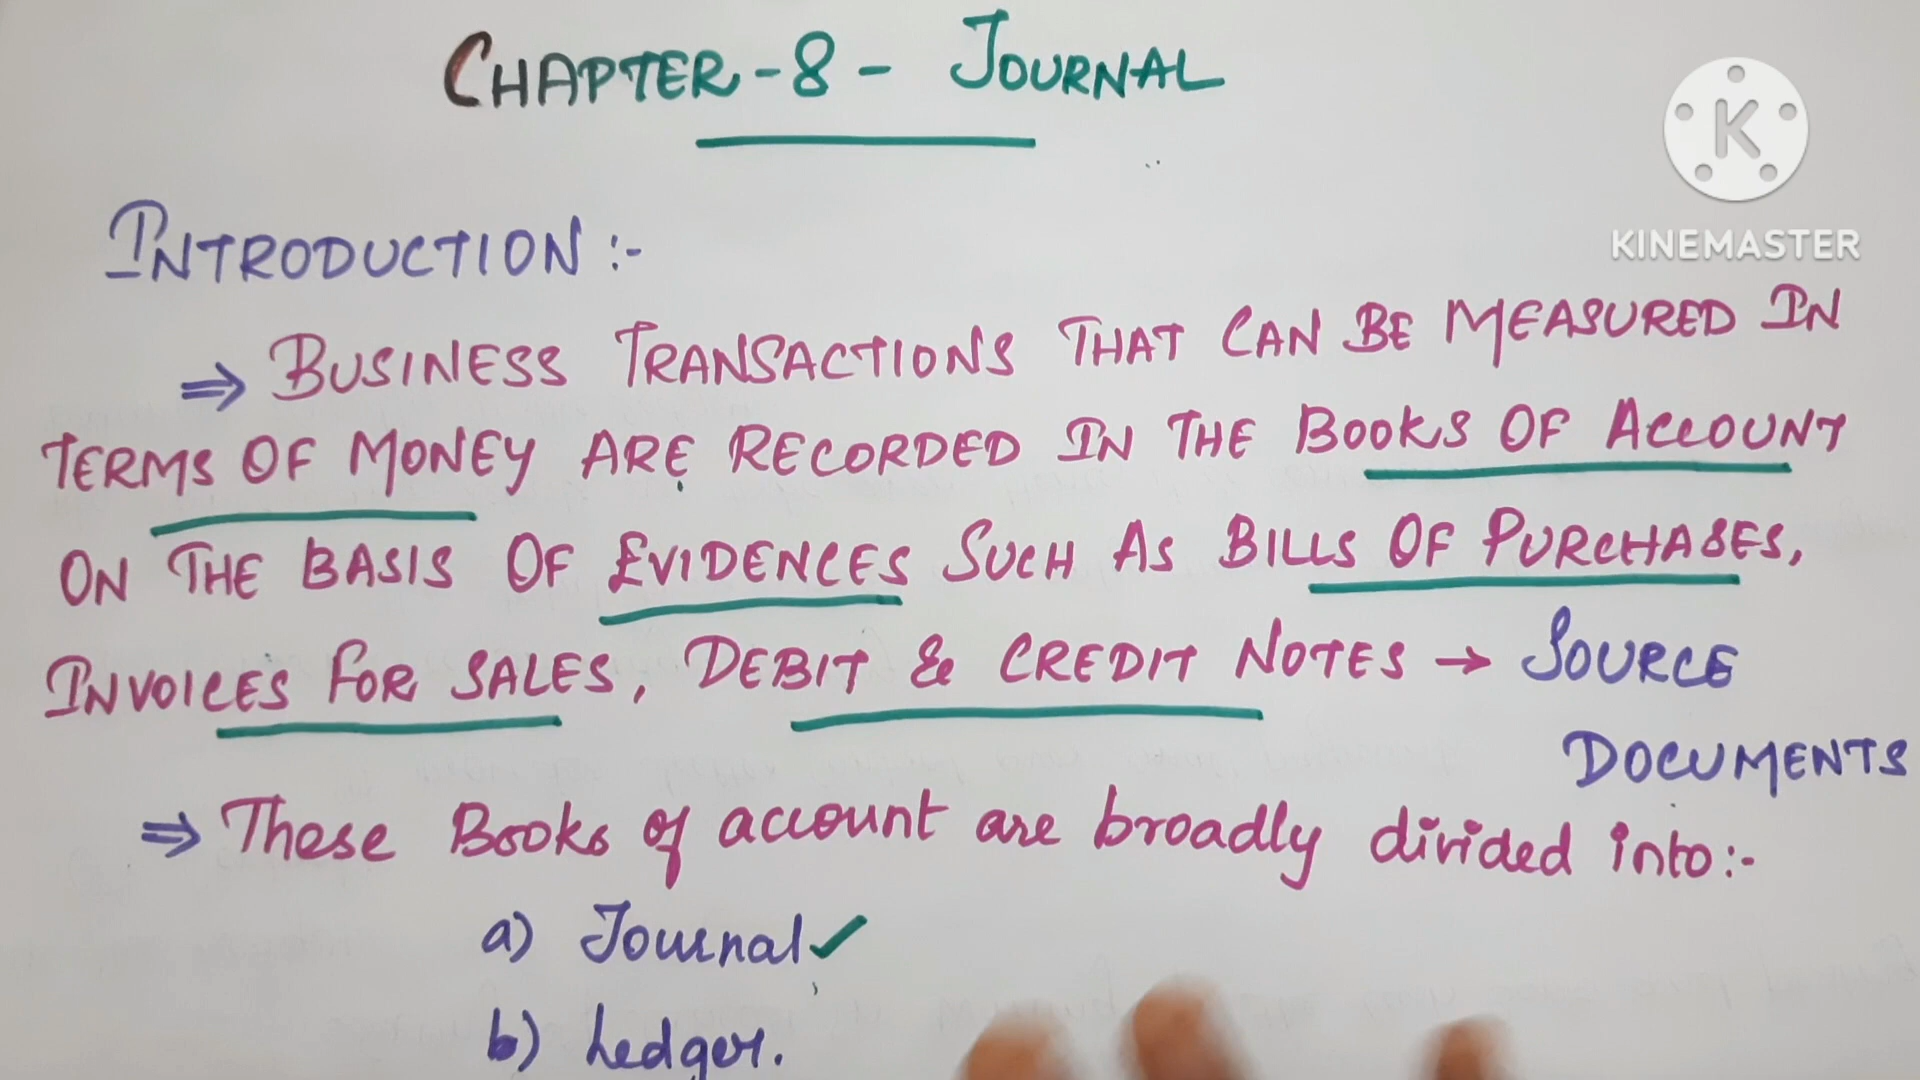 CHAPTER-8 - JOURNAL
K
KINEMASTER
INTRODUCTION :-
⇒ BUSINESS TRANSACTIONS THAT CAN BE MEASURED IN
TERMS OF MONEY ARE RECORDED IN THE BOOKS OF ACCOUNT
ON THE BASIS OF EVIDENCES SUCH AS BILLS OF PURCHASES,
INVOICES FOR SALES, DEBIT & CREDIT NOTES → SOURCE
DOCUMENTS
⇒ These Books of account are broadly divided into:-
a) Journal ✓
b) Ledger.